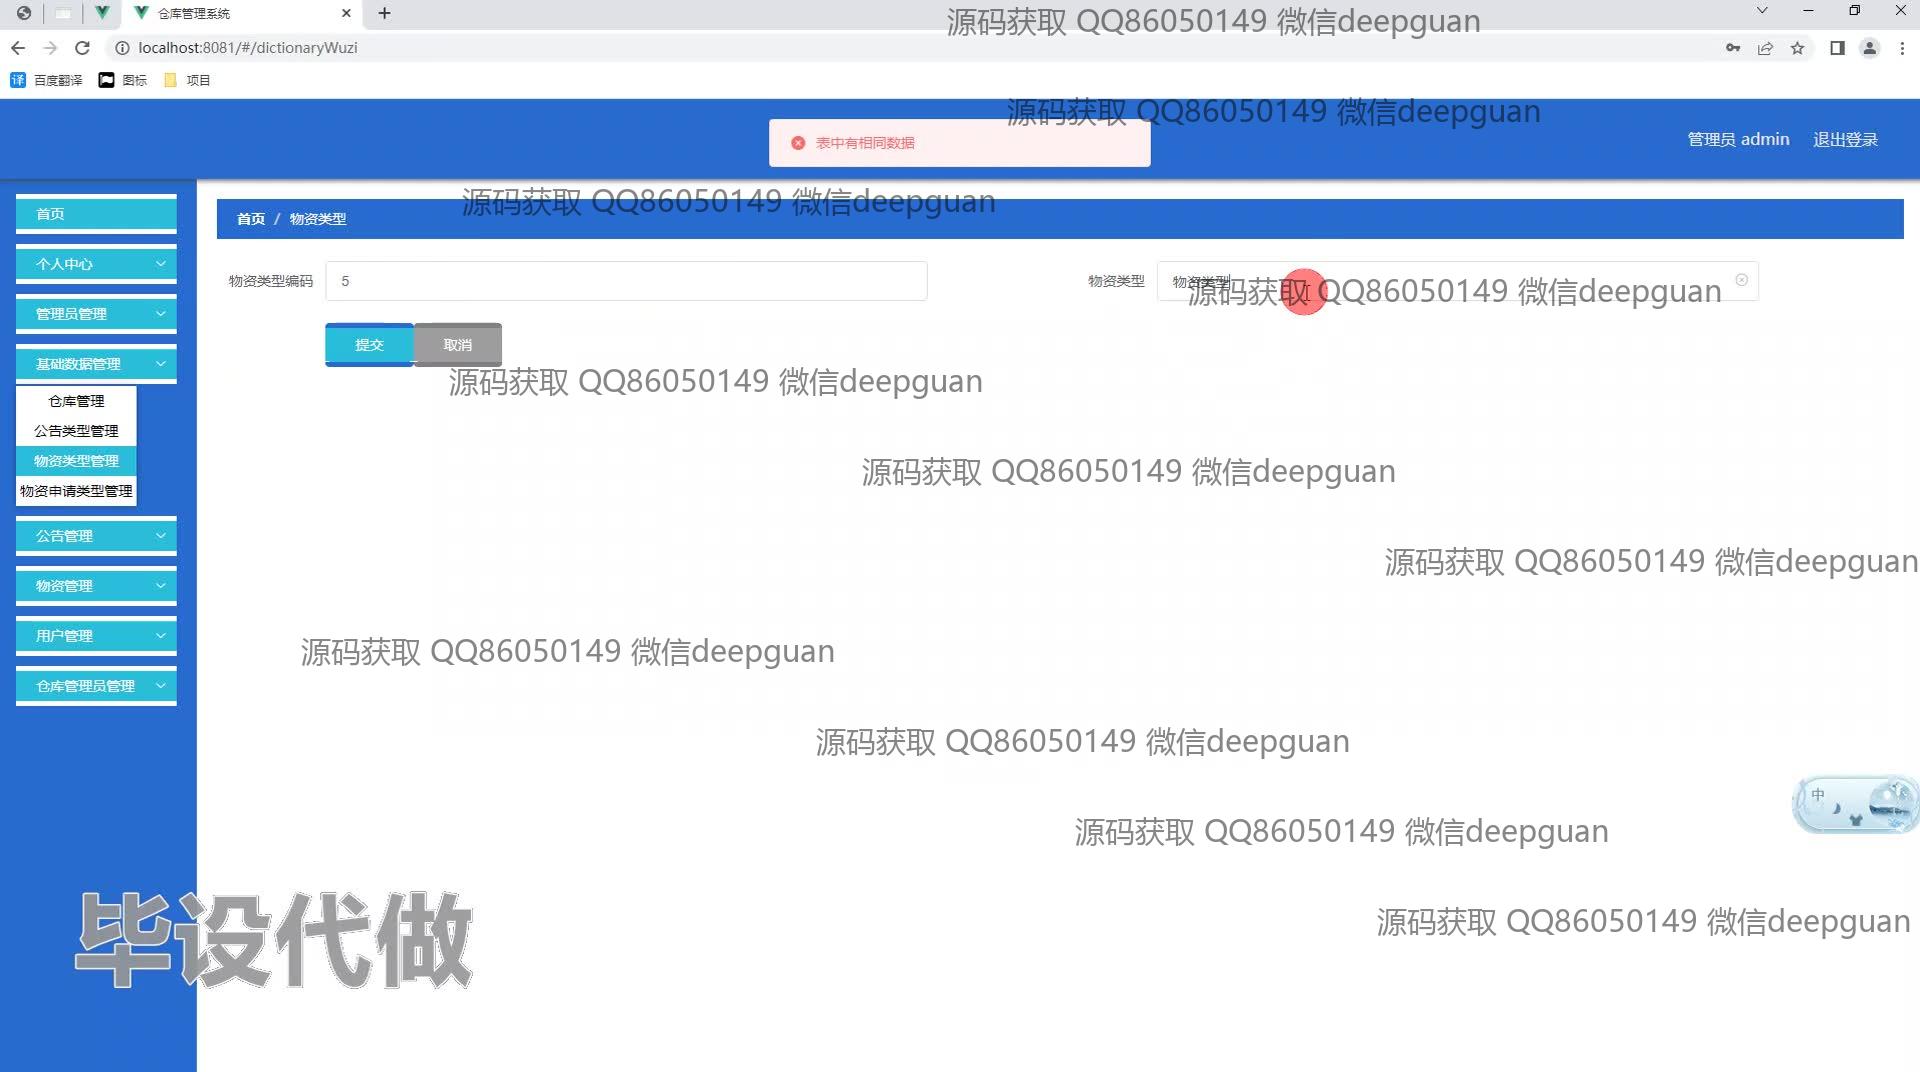 仓库管理系统
源码获取 QQ86050149 微信deepguan
localhost:8081/#/dictionaryWuzi
译 百度翻译 图标 项目
源码获取 QQ86050149 微信deepguan
表中有相同数据
管理员 admin 退出登录
源码获取 QQ86050149 微信deepguan
首页
首页 / 物资类型
个人中心
物资类型编码 5
物资类型 物资类型
源码获取 QQ86050149 微信deepguan
管理员管理
提交 取消
基础数据管理
源码获取 QQ86050149 微信deepguan
仓库管理
公告类型管理
物资类型管理
源码获取 QQ86050149 微信deepguan
物资申请类型管理
公告管理
源码获取 QQ86050149 微信deepguan
物资管理
用户管理
源码获取 QQ86050149 微信deepguan
仓库管理员管理
源码获取 QQ86050149 微信deepguan
中
源码获取 QQ86050149 微信deepguan
源码获取 QQ86050149 微信deepguan
毕设代做